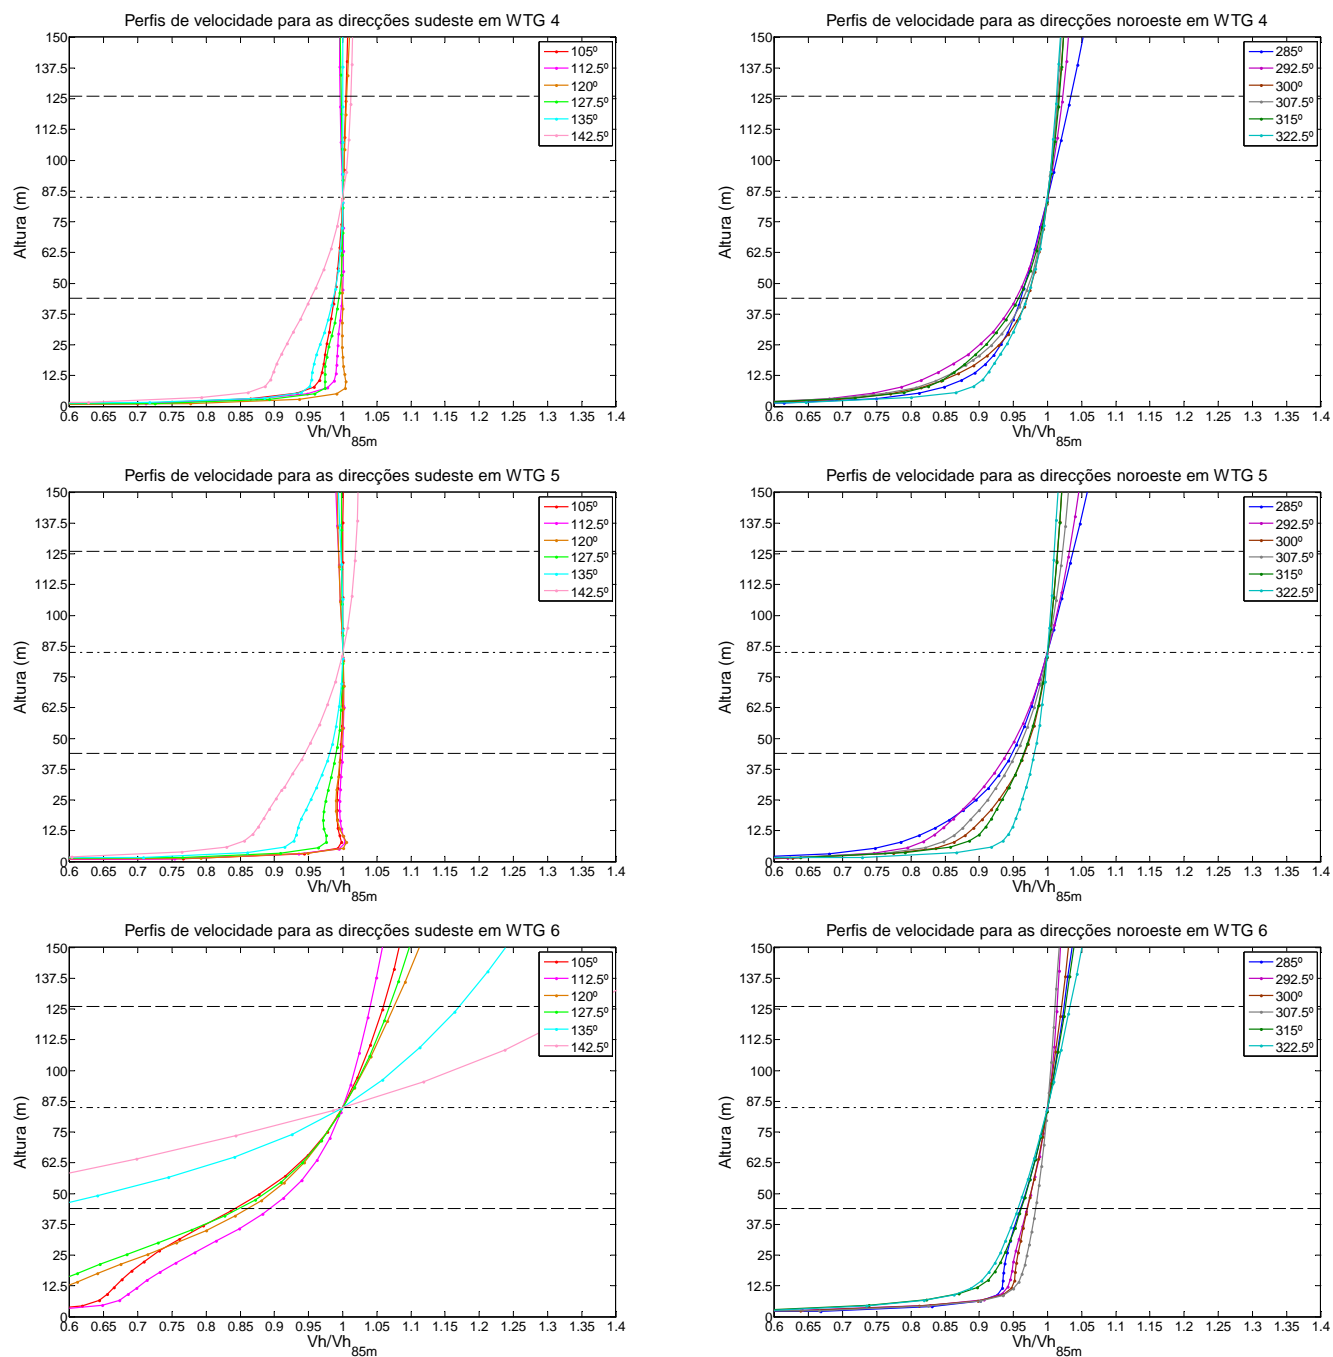 Perfis de velocidade para as direcções sudeste em WTG 4
150
137.5
125
112.5
100
87.5
75
62.5
50
37.5
25
12.5
0
Altura (m)
0.6 0.65 0.7 0.75 0.8 0.85 0.9 0.95 1 1.05 1.1 1.15 1.2 1.25 1.3 1.35 1.4
Vh/Vh85m
105º
112.5º
120º
127.5º
135º
142.5º
Perfis de velocidade para as direcções noroeste em WTG 4
150
137.5
125
112.5
100
87.5
75
62.5
50
37.5
25
12.5
0
Altura (m)
0.6 0.65 0.7 0.75 0.8 0.85 0.9 0.95 1 1.05 1.1 1.15 1.2 1.25 1.3 1.35 1.4
Vh/Vh85m
285º
292.5º
300º
307.5º
315º
322.5º
Perfis de velocidade para as direcções sudeste em WTG 5
150
137.5
125
112.5
100
87.5
75
62.5
50
37.5
25
12.5
0
Altura (m)
0.6 0.65 0.7 0.75 0.8 0.85 0.9 0.95 1 1.05 1.1 1.15 1.2 1.25 1.3 1.35 1.4
Vh/Vh85m
105º
112.5º
120º
127.5º
135º
142.5º
Perfis de velocidade para as direcções noroeste em WTG 5
150
137.5
125
112.5
100
87.5
75
62.5
50
37.5
25
12.5
0
Altura (m)
0.6 0.65 0.7 0.75 0.8 0.85 0.9 0.95 1 1.05 1.1 1.15 1.2 1.25 1.3 1.35 1.4
Vh/Vh85m
285º
292.5º
300º
307.5º
315º
322.5º
Perfis de velocidade para as direcções sudeste em WTG 6
150
137.5
125
112.5
100
87.5
75
62.5
50
37.5
25
12.5
0
Altura (m)
0.6 0.65 0.7 0.75 0.8 0.85 0.9 0.95 1 1.05 1.1 1.15 1.2 1.25 1.3 1.35 1.4
Vh/Vh85m
105º
112.5º
120º
127.5º
135º
142.5º
Perfis de velocidade para as direcções noroeste em WTG 6
150
137.5
125
112.5
100
87.5
75
62.5
50
37.5
25
12.5
0
Altura (m)
0.6 0.65 0.7 0.75 0.8 0.85 0.9 0.95 1 1.05 1.1 1.15 1.2 1.25 1.3 1.35 1.4
Vh/Vh85m
285º
292.5º
300º
307.5º
315º
322.5º